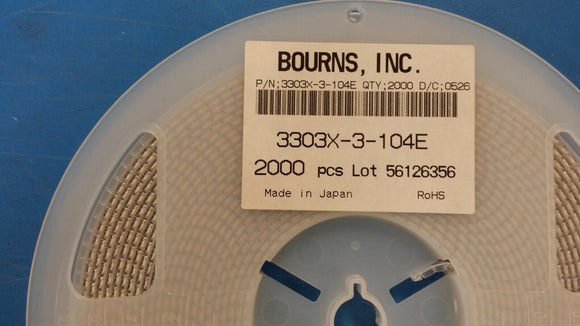 BOURNS, INC.
P/N;3303X-3-104E QTY;2000 D/C;0526
3303X-3-104E
2000 pcs Lot 56126356
Made in Japan RoHS